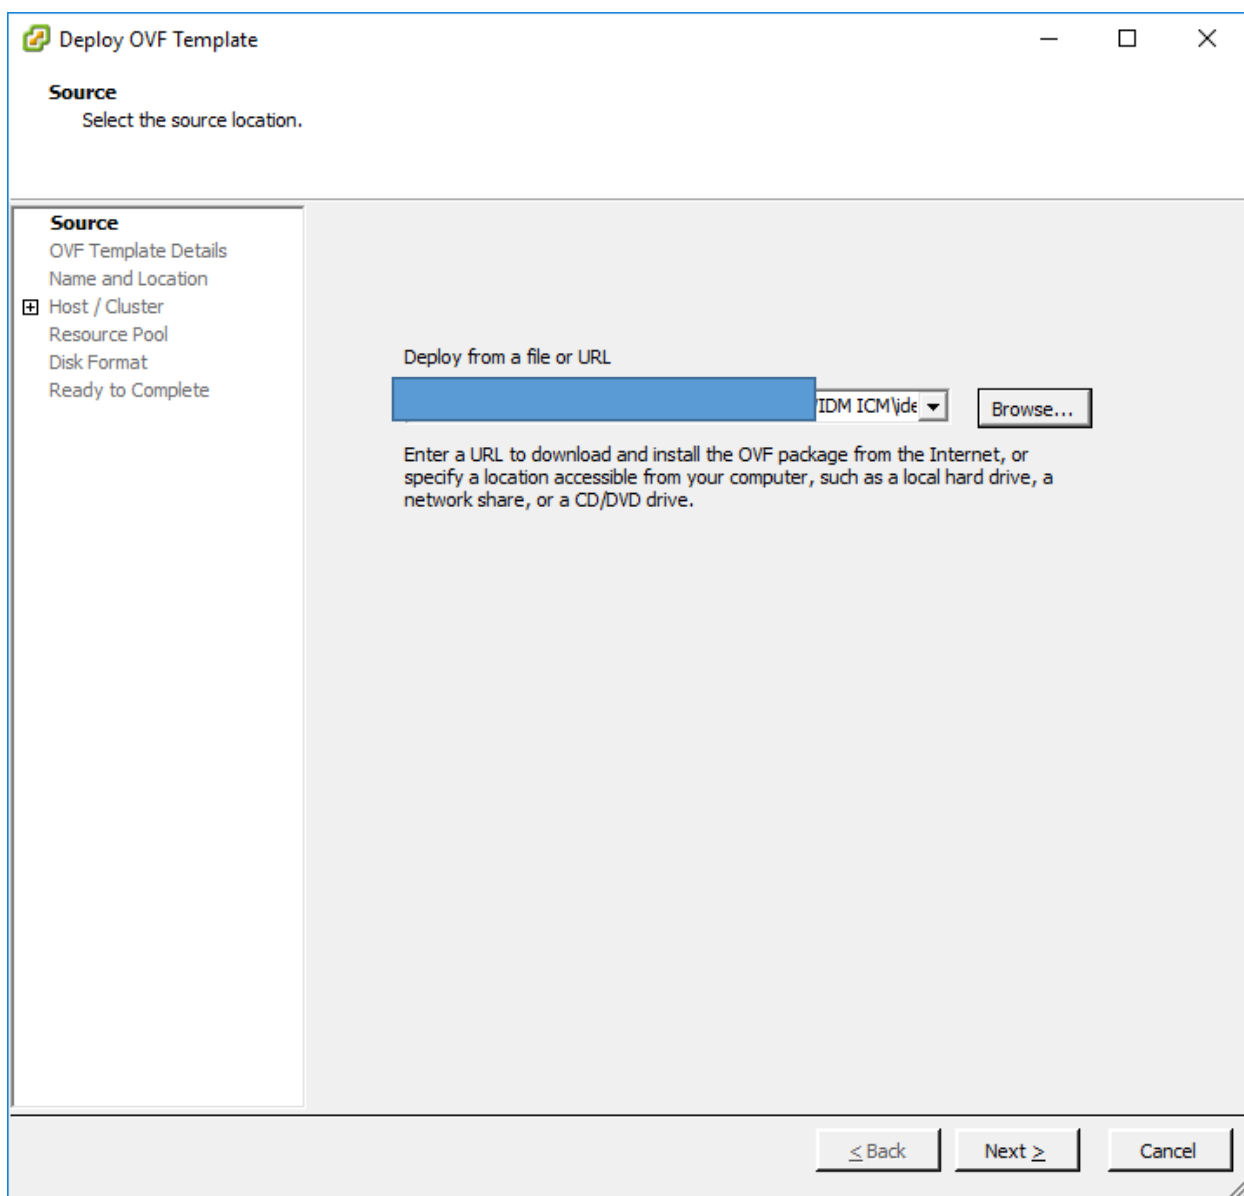 Deploy OVF Template
Source
Select the source location.
Source
OVF Template Details
Name and Location
Host / Cluster
Resource Pool
Disk Format
Ready to Complete
Deploy from a file or URL
IDM ICM\ide
Browse...
Enter a URL to download and install the OVF package from the Internet, or
specify a location accessible from your computer, such as a local hard drive, a
network share, or a CD/DVD drive.
< Back
Next >
Cancel